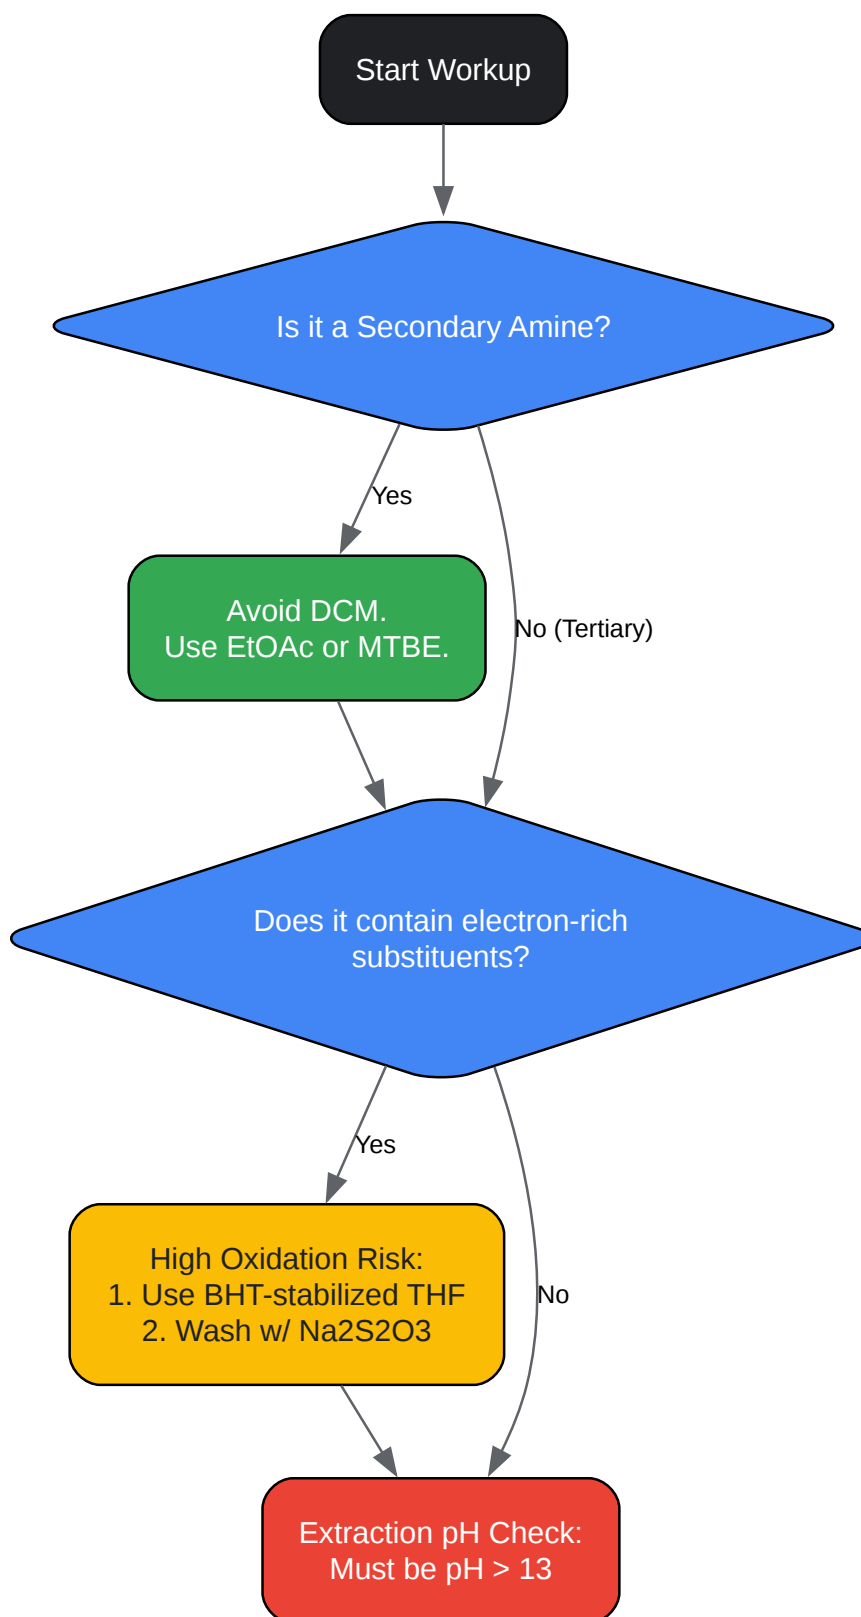 Start Workup
Is it a Secondary Amine?
Yes
Avoid DCM.
Use EtOAc or MTBE.
No (Tertiary)
Does it contain electron-rich
substituents?
Yes
High Oxidation Risk:
1. Use BHT-stabilized THF
2. Wash w/ Na2S2O3
No
Extraction pH Check:
Must be pH > 13